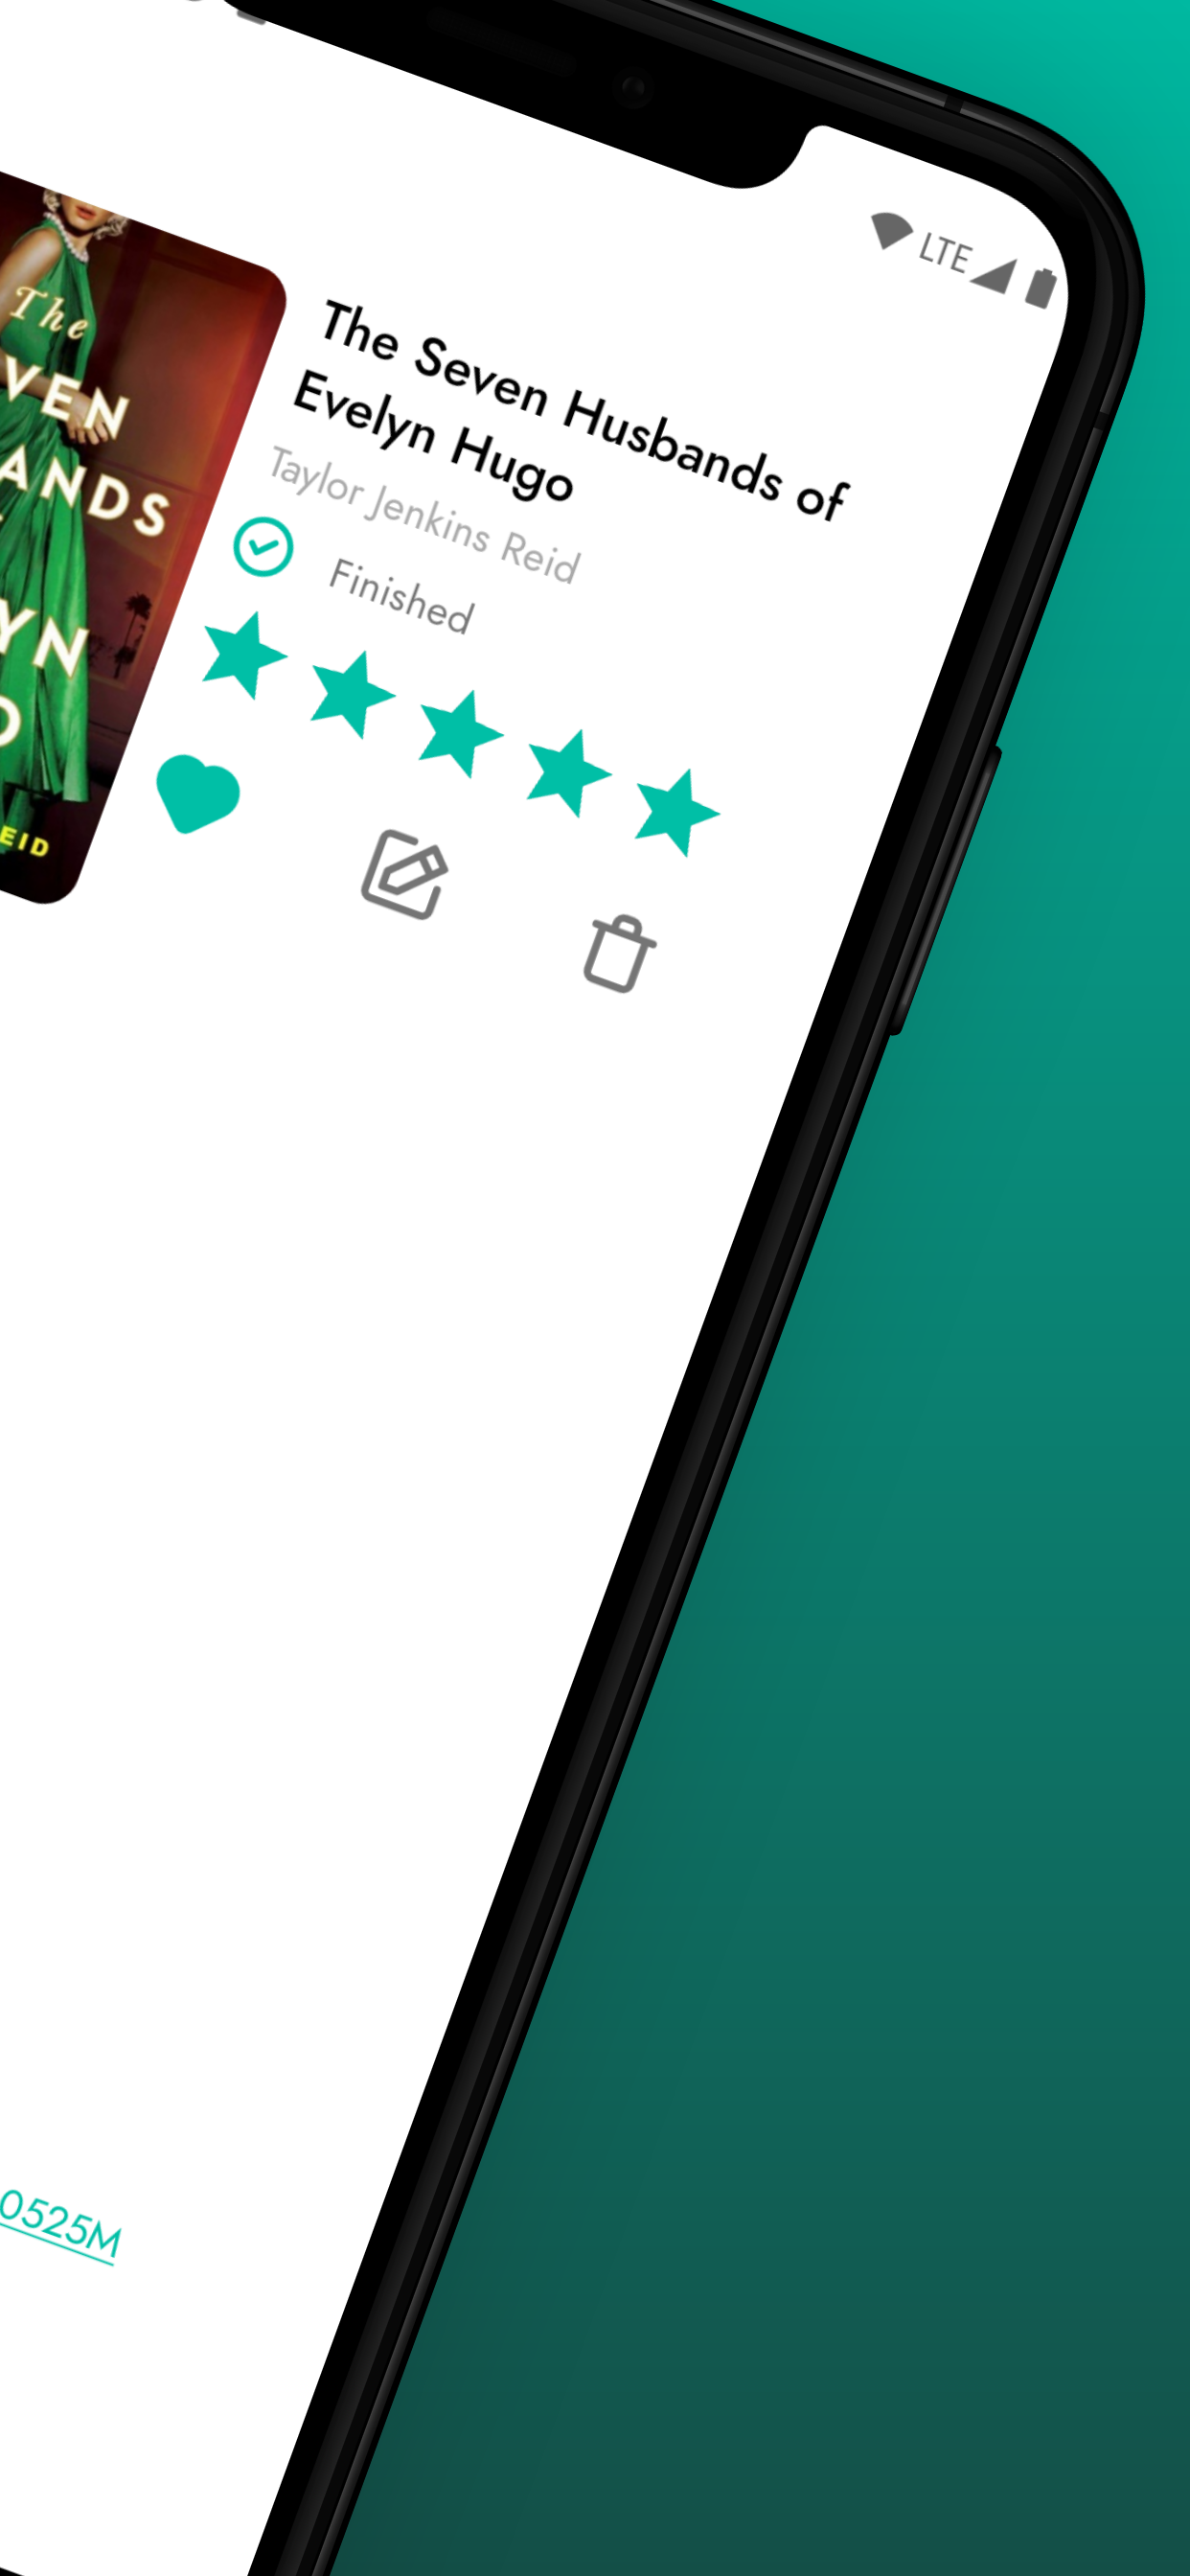 LTE
The Seven Husbands of
Evelyn Hugo
Taylor Jenkins Reid
Finished
The
VEN
ANDS
YN
O
EID
0525M